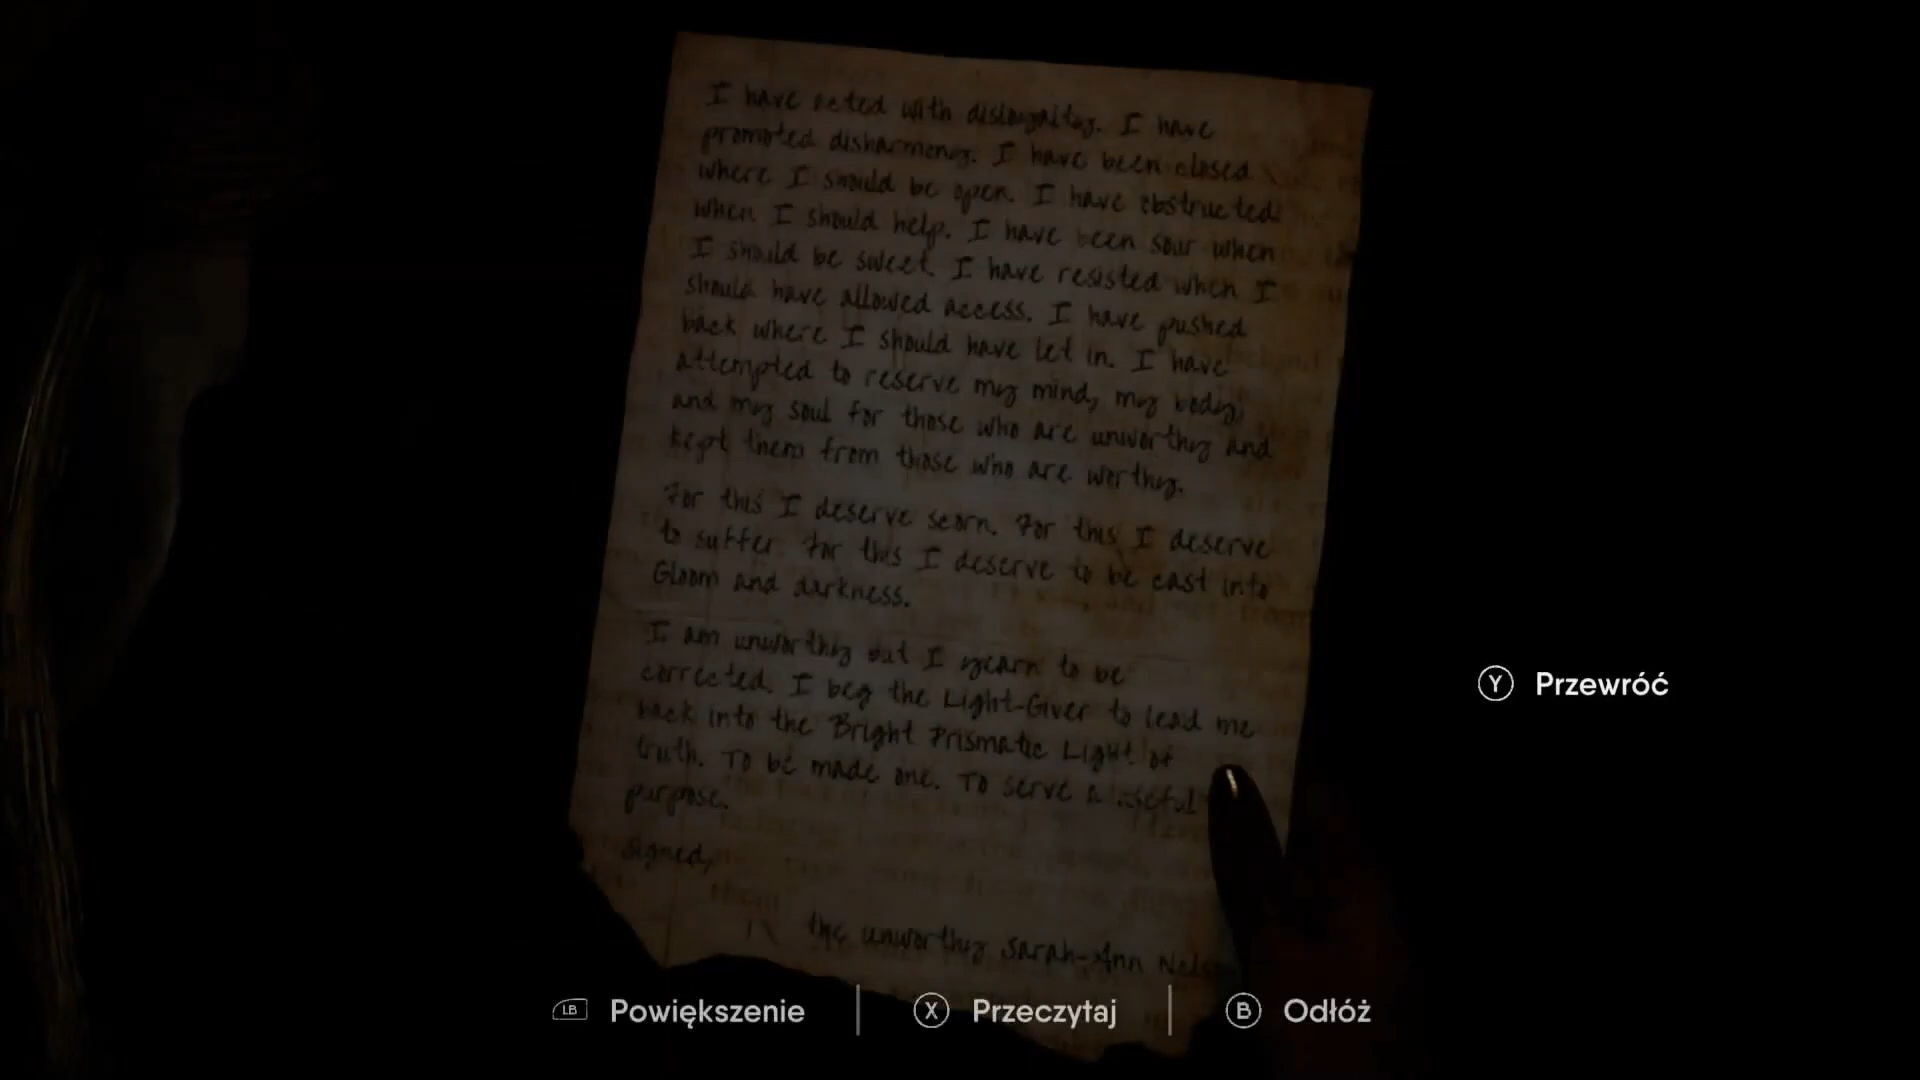 I have acted with disloyalty. I have
promoted disharmony. I have been closed
where I should be open. I have obstructed
when I should help. I have been sour when
I should be sweet. I have resisted when I
should have allowed access. I have pushed
back where I should have let in. I have
attempted to reserve my mind, my body,
and my soul for those who are unworthy and
kept them from those who are worthy.
For this I deserve scorn. For this I deserve
to suffer. For this I deserve to be cast into
Gloom and darkness.
I am unworthy but I yearn to be
corrected. I beg the Light-Giver to lead me
back into the Bright Prismatic Light of
truth. To be made one. To serve a useful
purpose.
signed,
the unworthy Sarah-Ann
Y Przewróć
LB Powiększenie
X Przeczytaj
B Odłóż